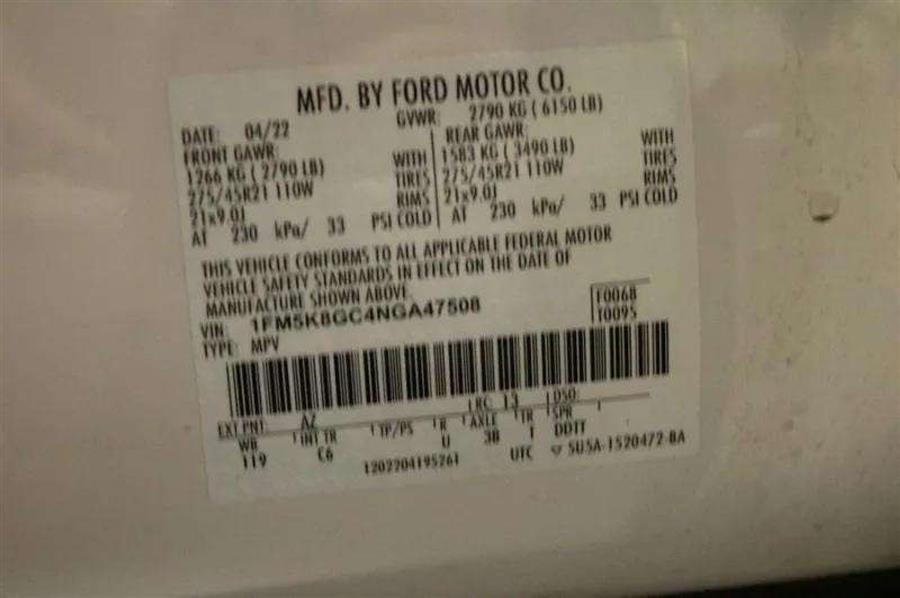 MFD. BY FORD MOTOR CO.
DATE: 04/22 GVWR: 2790 KG ( 6150 LB)
FRONT GAWR: REAR GAWR:
1266 KG ( 2790 LB) WITH 1583 KG ( 3490 LB) WITH
275/45R21 110W TIRES 275/45R21 110W TIRES
21x9.0J RIMS 21x9.0J RIMS
AT 230 kPa/ 33 PSI COLD AT 230 kPa/ 33 PSI COLD
THIS VEHICLE CONFORMS TO ALL APPLICABLE FEDERAL MOTOR
VEHICLE SAFETY STANDARDS IN EFFECT ON THE DATE OF
MANUFACTURE SHOWN ABOVE.
VIN: 1FM5K8GC4NGA47508 F0068
TYPE: MPV T0095
EXT PNT: AZ RC: 13 DSO:
WB INT TR TP/PS R AXLE TR SPR
119 C6 U 3B 1 DDTT
1202204195261 UTC ▽ 5U5A-1520472-BA